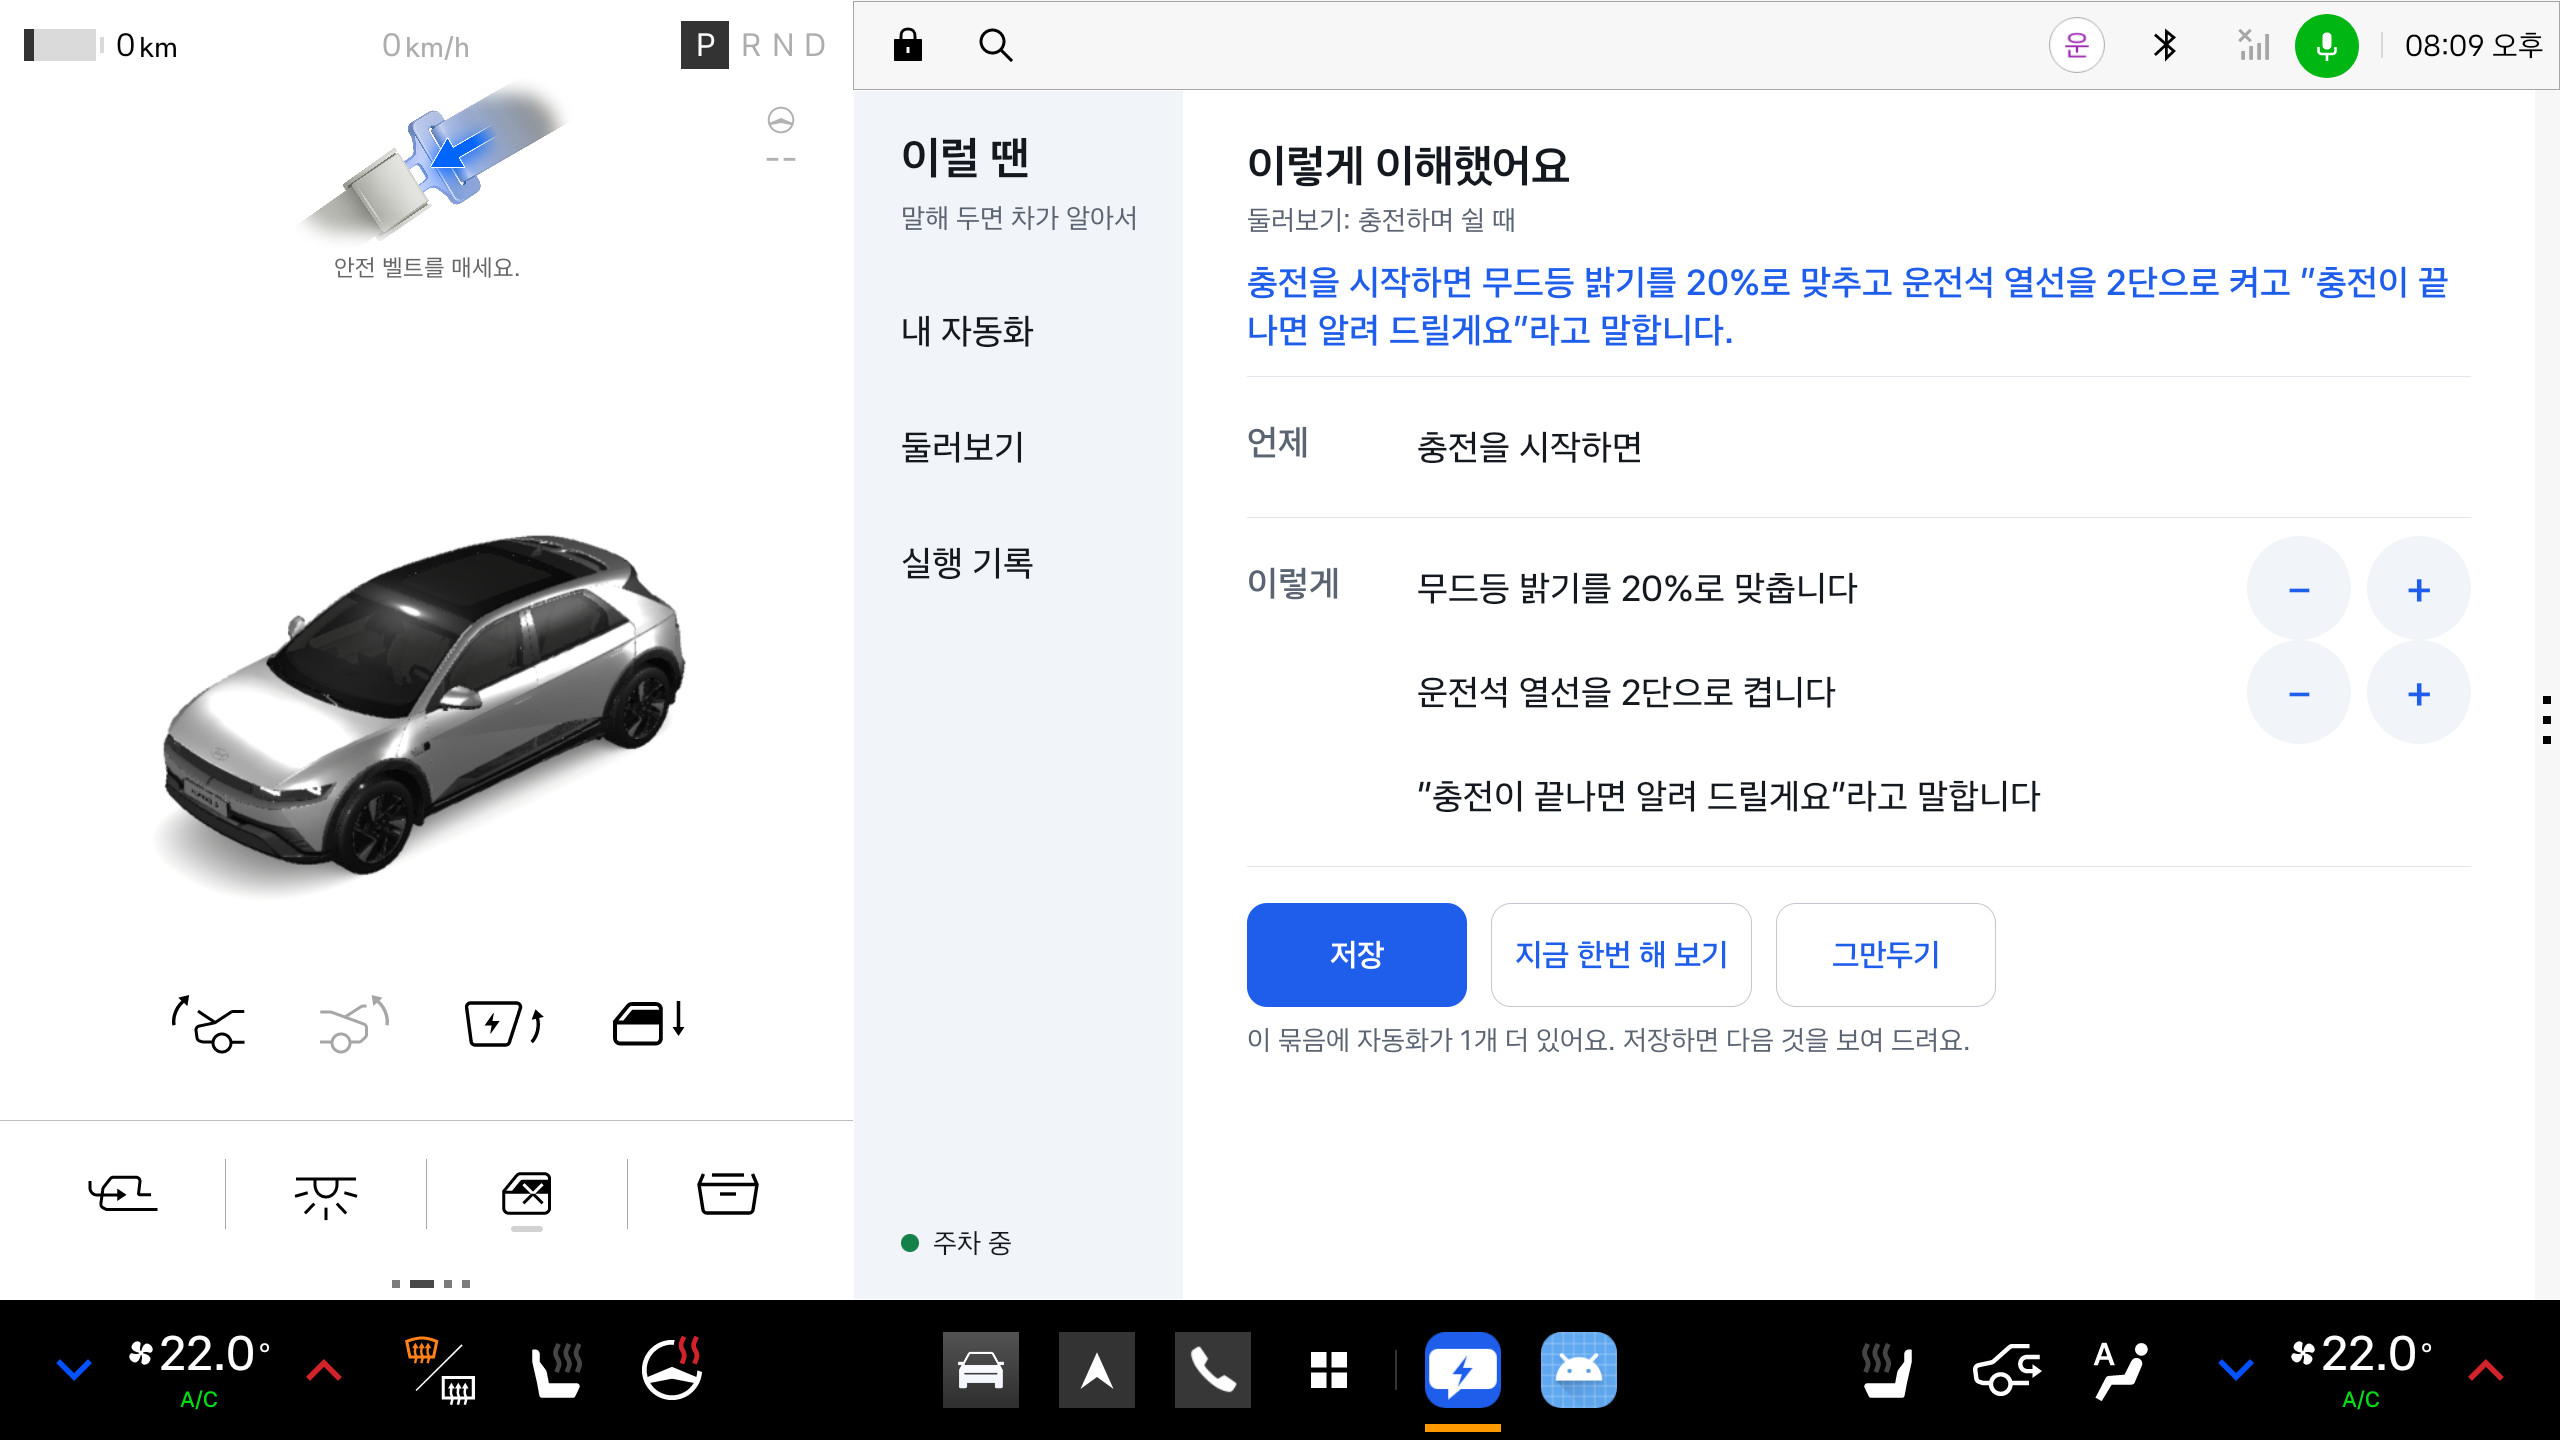 0 km
0 km/h
P R N D
운
08:09 오후
안전 벨트를 매세요.
--
이럴 땐
말해 두면 차가 알아서
내 자동화
둘러보기
실행 기록
주차 중
이렇게 이해했어요
둘러보기: 충전하며 쉴 때
충전을 시작하면 무드등 밝기를 20%로 맞추고 운전석 열선을 2단으로 켜고 "충전이 끝
나면 알려 드릴게요"라고 말합니다.
언제 충전을 시작하면
이렇게 무드등 밝기를 20%로 맞춥니다 − +
운전석 열선을 2단으로 켭니다 − +
"충전이 끝나면 알려 드릴게요"라고 말합니다
저장 지금 한번 해 보기 그만두기
이 묶음에 자동화가 1개 더 있어요. 저장하면 다음 것을 보여 드려요.
22.0°
A/C
A
22.0°
A/C